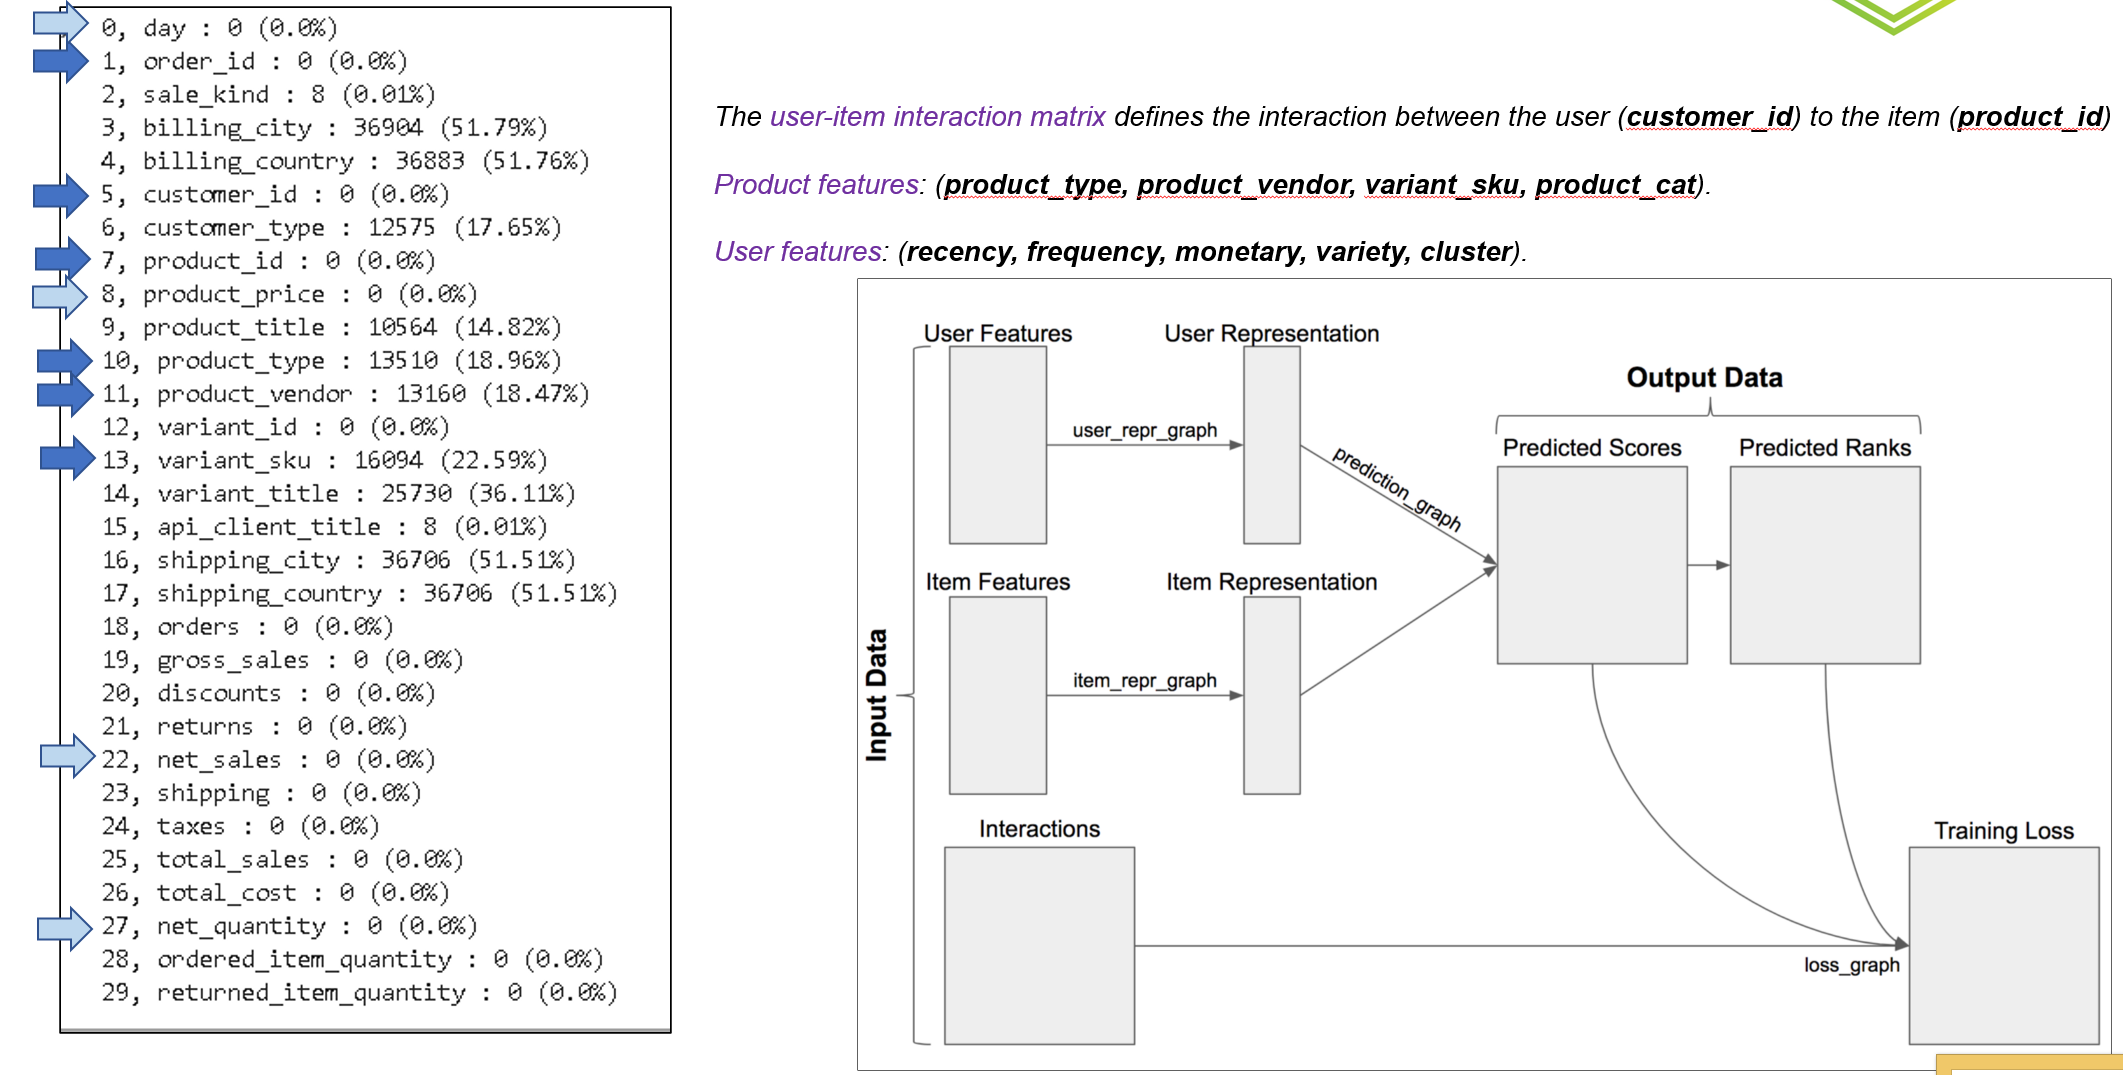 0, day : 0 (0.0%)
1, order_id : 0 (0.0%)
2, sale_kind : 8 (0.01%)
3, billing_city : 36904 (51.79%)
4, billing_country : 36883 (51.76%)
5, customer_id : 0 (0.0%)
6, customer_type : 12575 (17.65%)
7, product_id : 0 (0.0%)
8, product_price : 0 (0.0%)
9, product_title : 10564 (14.82%)
10, product_type : 13510 (18.96%)
11, product_vendor : 13160 (18.47%)
12, variant_id : 0 (0.0%)
13, variant_sku : 16094 (22.59%)
14, variant_title : 25730 (36.11%)
15, api_client_title : 8 (0.01%)
16, shipping_city : 36706 (51.51%)
17, shipping_country : 36706 (51.51%)
18, orders : 0 (0.0%)
19, gross_sales : 0 (0.0%)
20, discounts : 0 (0.0%)
21, returns : 0 (0.0%)
22, net_sales : 0 (0.0%)
23, shipping : 0 (0.0%)
24, taxes : 0 (0.0%)
25, total_sales : 0 (0.0%)
26, total_cost : 0 (0.0%)
27, net_quantity : 0 (0.0%)
28, ordered_item_quantity : 0 (0.0%)
29, returned_item_quantity : 0 (0.0%)
The user-item interaction matrix defines the interaction between the user (customer_id) to the item (product_id)
Product features: (product_type, product_vendor, variant_sku, product_cat).
User features: (recency, frequency, monetary, variety, cluster).
User Features
User Representation
Output Data
user_repr_graph
prediction_graph
Predicted Scores
Predicted Ranks
Item Features
Item Representation
Input Data
item_repr_graph
Interactions
Training Loss
loss_graph